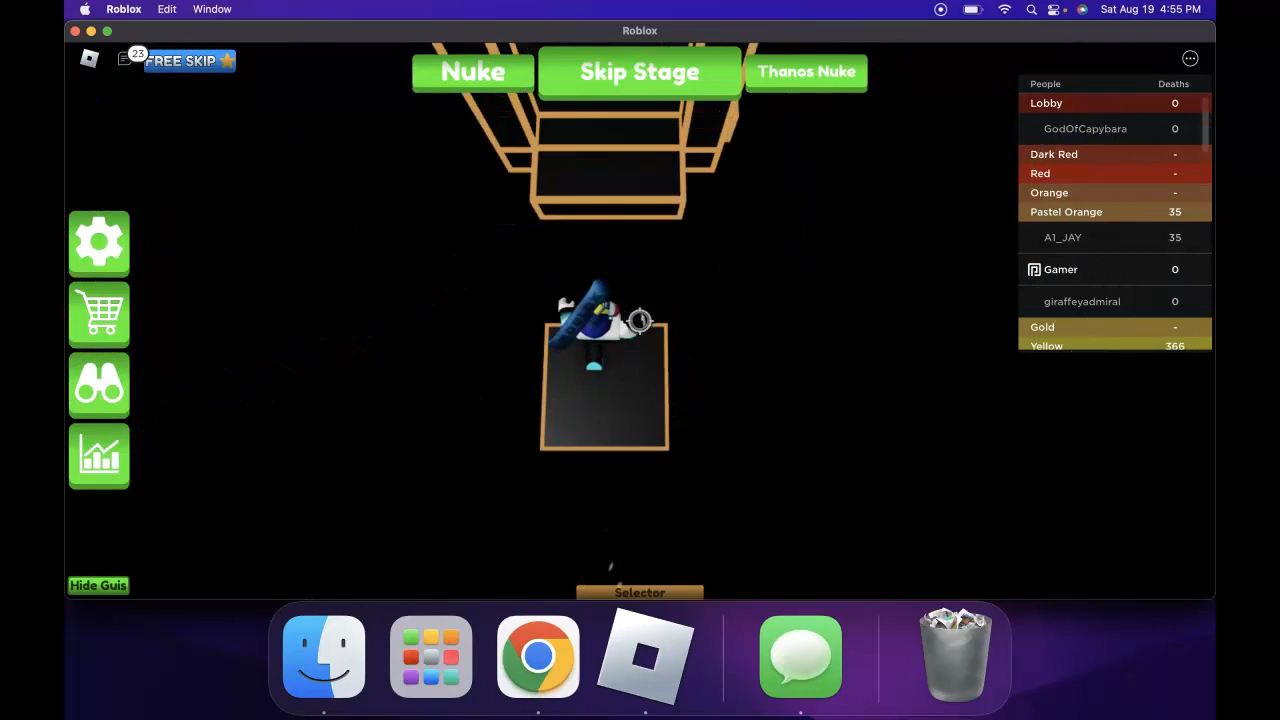 Roblox Edit Window Sat Aug 19 4:55 PM
Roblox
23
FREE SKIP
Nuke
Skip Stage
Thanos Nuke
People Deaths
Lobby 0
GodOfCapybara 0
Dark Red -
Red -
Orange -
Pastel Orange 35
A1_JAY 35
Gamer 0
giraffeyadmiral 0
Gold -
Yellow 366
Hide Guis
Selector